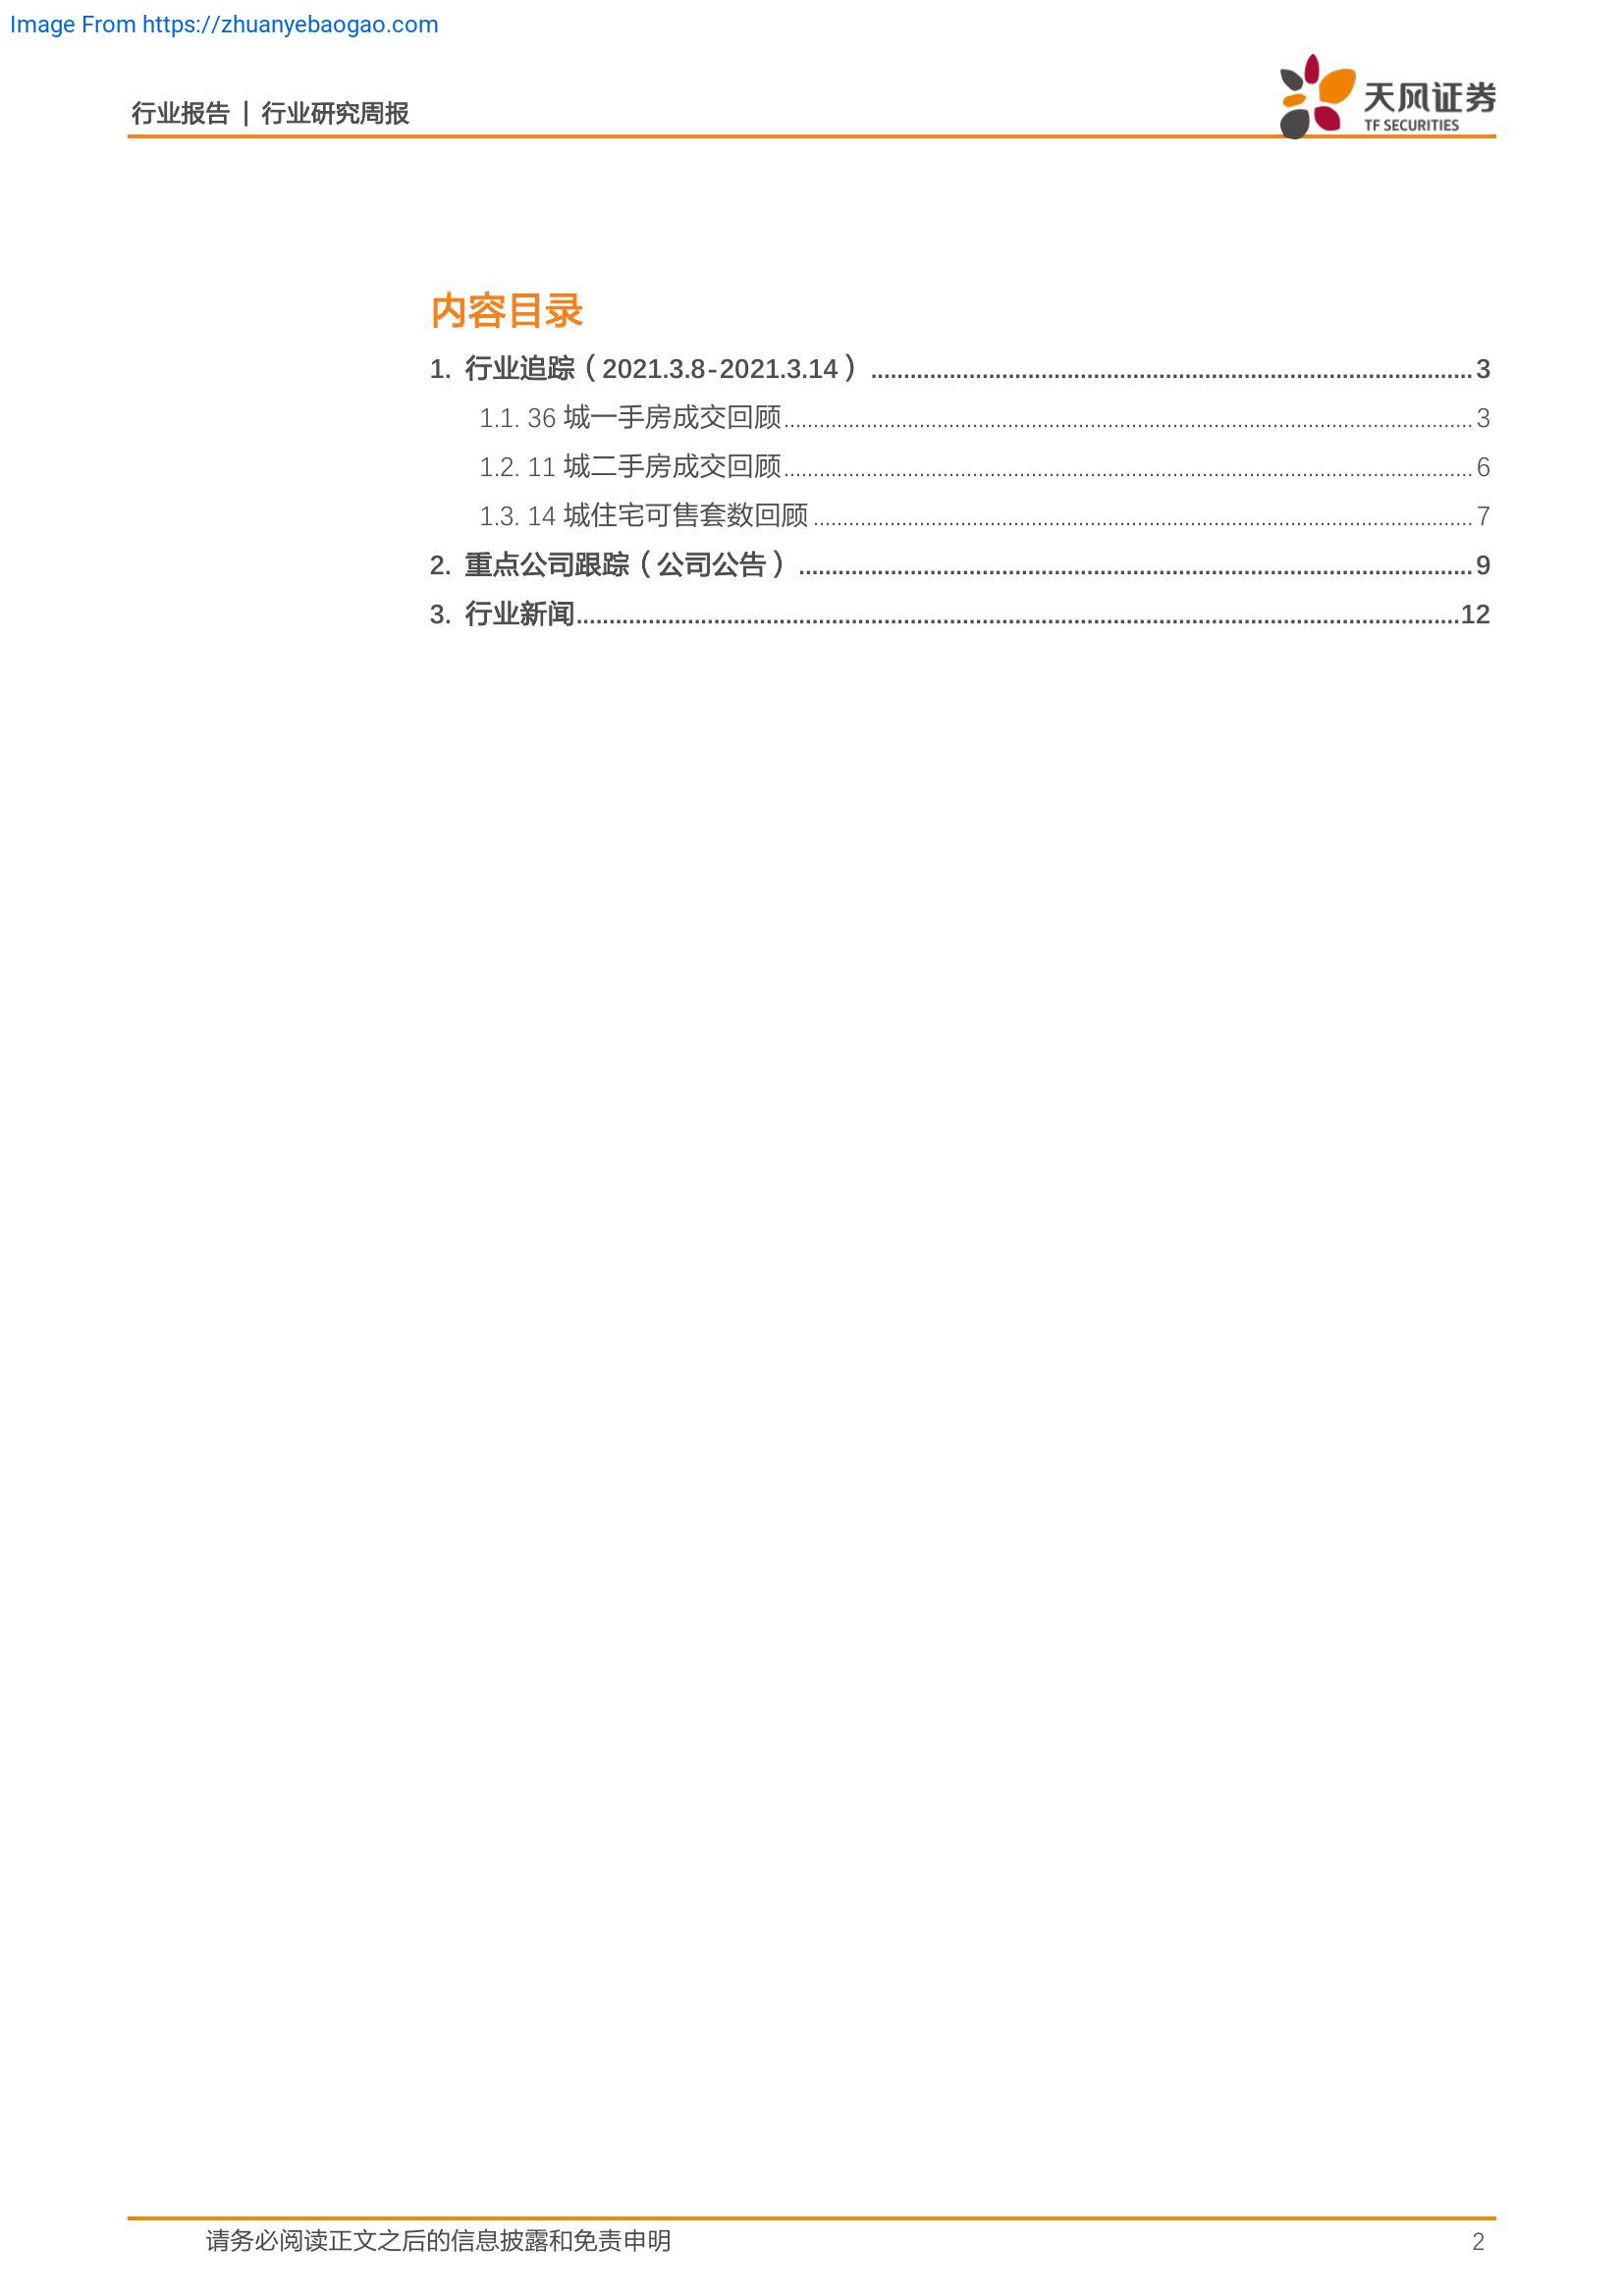 Image From https://zhuanyebaogao.com
行业报告 | 行业研究周报
天风证券
TF SECURITIES
内容目录
1. 行业追踪（2021.3.8-2021.3.14）........................................3
1.1. 36 城一手房成交回顾........................................3
1.2. 11 城二手房成交回顾........................................6
1.3. 14 城住宅可售套数回顾........................................7
2. 重点公司跟踪（公司公告）........................................9
3. 行业新闻........................................12
请务必阅读正文之后的信息披露和免责申明 2